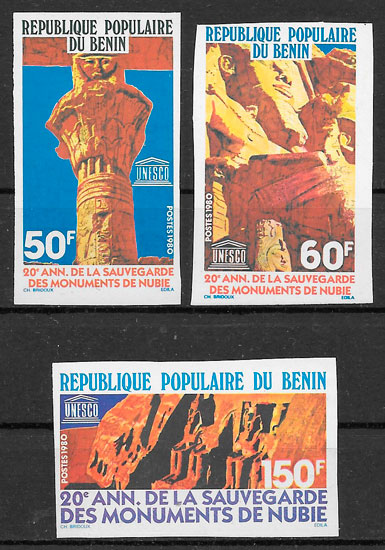 REPUBLIQUE POPULAIRE
DU BENIN
UNESCO
POSTES 1980
50F
20e ANN. DE LA SAUVEGARDE
DES MONUMENTS DE NUBIE
CH. BRIDOUX EDILA
REPUBLIQUE POPULAIRE
DU BENIN
POSTES 1980
UNESCO
60F
20e ANN. DE LA SAUVEGARDE
DES MONUMENTS DE NUBIE
CH. BRIDOUX EDILA
REPUBLIQUE POPULAIRE DU BENIN
UNESCO
POSTES 1980
150F
20e ANN. DE LA SAUVEGARDE
DES MONUMENTS DE NUBIE
CH. BRIDOUX EDILA